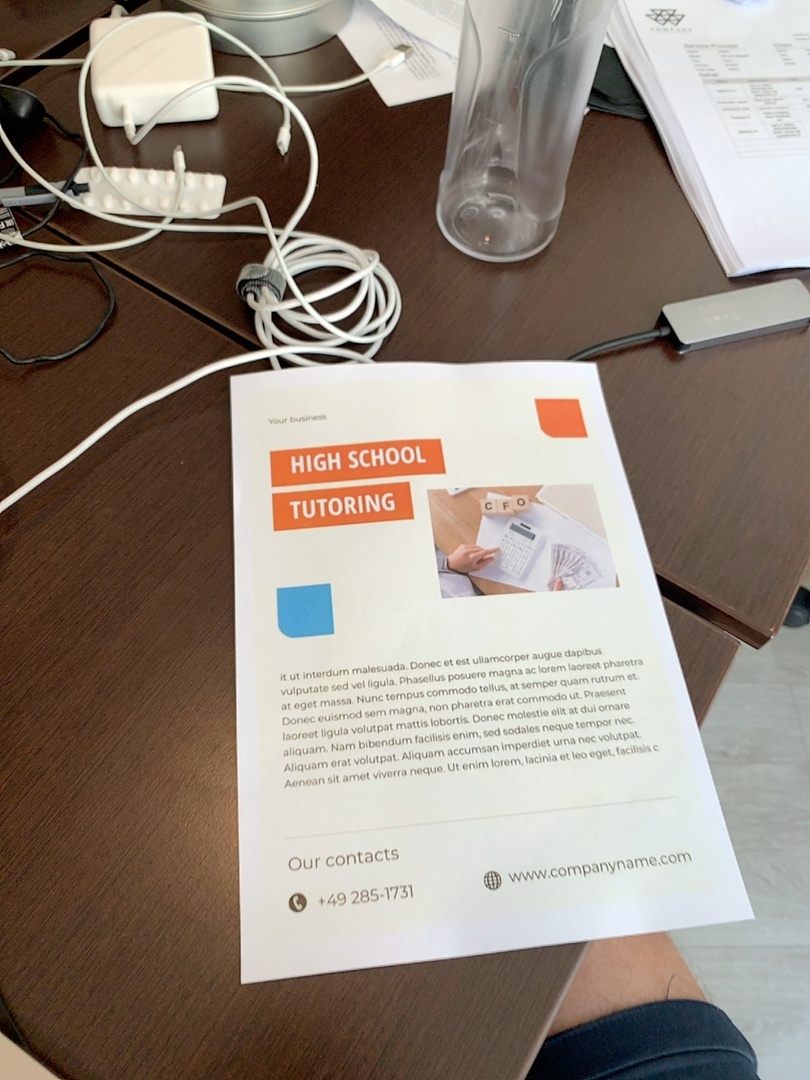 COMPANY
Service Provider
Detail
Your business
HIGH SCHOOL
TUTORING
C F O
it ut interdum malesuada. Donec et est ullamcorper augue dapibus
vulputate sed vel ligula. Phasellus posuere magna ac lorem laoreet pharetra
at eget massa. Nunc tempus commodo tellus, at semper quam rutrum et.
Donec euismod sem magna, non pharetra erat commodo ut. Praesent
laoreet ligula volutpat mattis lobortis. Donec molestie elit at dui ornare
aliquam. Nam bibendum facilisis enim, sed sodales neque tempor nec.
Aliquam erat volutpat. Aliquam accumsan imperdiet urna nec volutpat.
Aenean sit amet viverra neque. Ut enim lorem, lacinia et leo eget, facilisis c
Our contacts
+49 285-1731
www.companyname.com